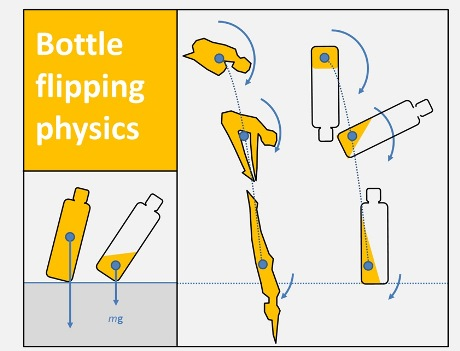 Bottle
flipping
physics
mg